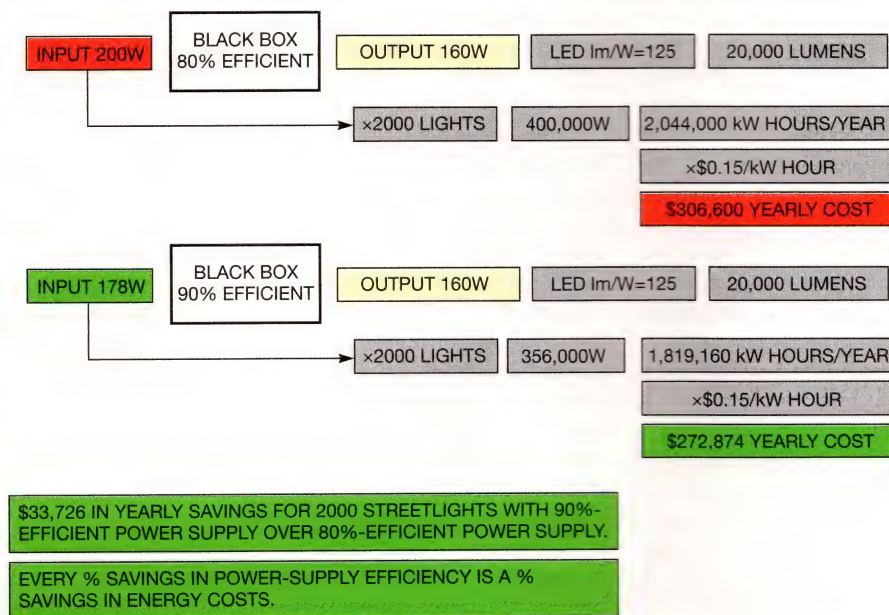 INPUT 200W
BLACK BOX
80% EFFICIENT
OUTPUT 160W
LED lm/W=125
20,000 LUMENS
×2000 LIGHTS
400,000W
2,044,000 kW HOURS/YEAR
×$0.15/kW HOUR
$306,600 YEARLY COST
INPUT 178W
BLACK BOX
90% EFFICIENT
OUTPUT 160W
LED lm/W=125
20,000 LUMENS
×2000 LIGHTS
356,000W
1,819,160 kW HOURS/YEAR
×$0.15/kW HOUR
$272,874 YEARLY COST
$33,726 IN YEARLY SAVINGS FOR 2000 STREETLIGHTS WITH 90%-
EFFICIENT POWER SUPPLY OVER 80%-EFFICIENT POWER SUPPLY.
EVERY % SAVINGS IN POWER-SUPPLY EFFICIENCY IS A %
SAVINGS IN ENERGY COSTS.